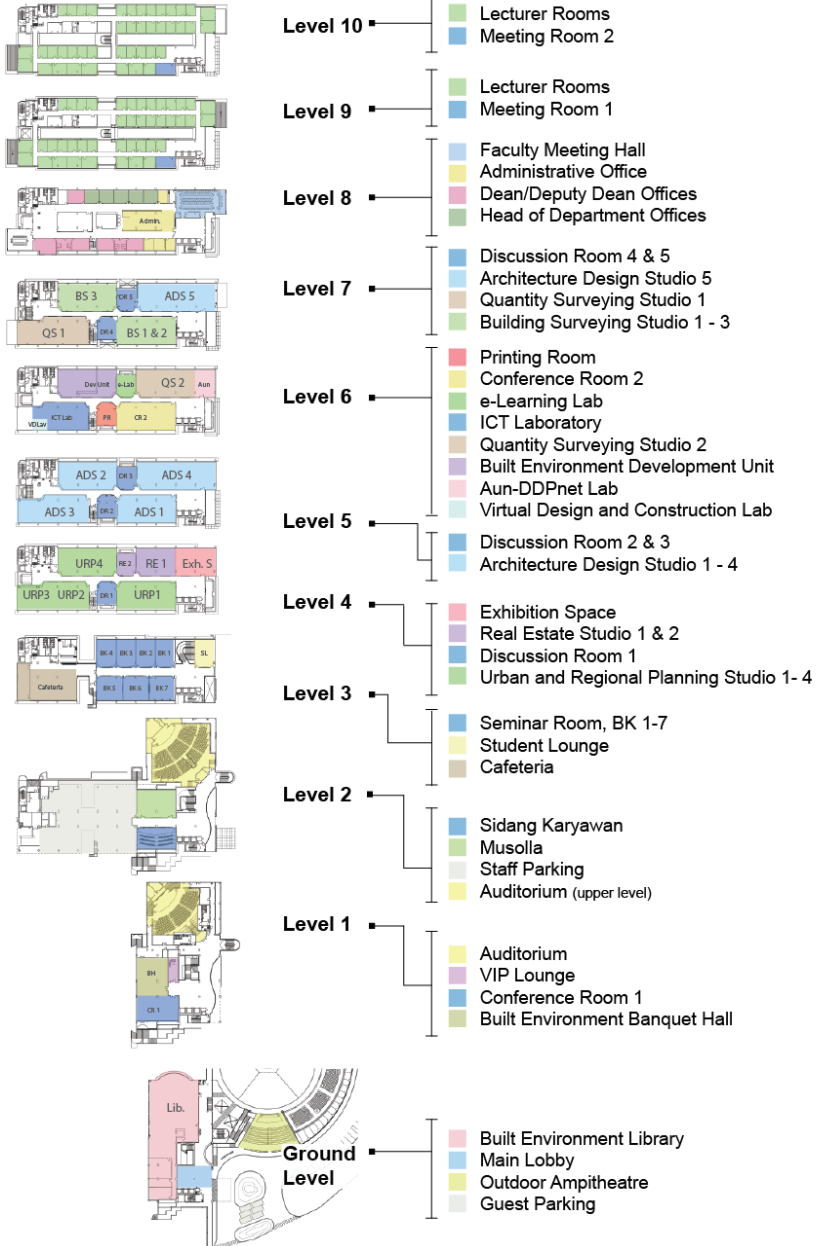 Level 10
Lecturer Rooms
Meeting Room 2
Level 9
Lecturer Rooms
Meeting Room 1
Admin.
Level 8
Faculty Meeting Hall
Administrative Office
Dean/Deputy Dean Offices
Head of Department Offices
BS 3
DR 5
ADS 5
QS 1
DR 4
BS 1 & 2
Level 7
Discussion Room 4 & 5
Architecture Design Studio 5
Quantity Surveying Studio 1
Building Surveying Studio 1 - 3
Dev Unit
e-Lab
QS 2
Aun
ICT Lab
VDLav
PR
CR 2
Level 6
Printing Room
Conference Room 2
e-Learning Lab
ICT Laboratory
Quantity Surveying Studio 2
Built Environment Development Unit
Aun-DDPnet Lab
Virtual Design and Construction Lab
ADS 2
DR 3
ADS 4
ADS 3
DR 2
ADS 1
Level 5
Discussion Room 2 & 3
Architecture Design Studio 1 - 4
URP4
RE 2
RE 1
Exh. S
URP3
URP2
DR 1
URP1
Level 4
Exhibition Space
Real Estate Studio 1 & 2
Discussion Room 1
Urban and Regional Planning Studio 1- 4
BK 4
BK 3
BK 2
BK 1
SL
Cafeteria
BK 5
BK 6
BK 7
Level 3
Seminar Room, BK 1-7
Student Lounge
Cafeteria
Level 2
Sidang Karyawan
Musolla
Staff Parking
Auditorium (upper level)
BH
CR 1
Level 1
Auditorium
VIP Lounge
Conference Room 1
Built Environment Banquet Hall
Lib.
Ground
Level
Built Environment Library
Main Lobby
Outdoor Ampitheatre
Guest Parking